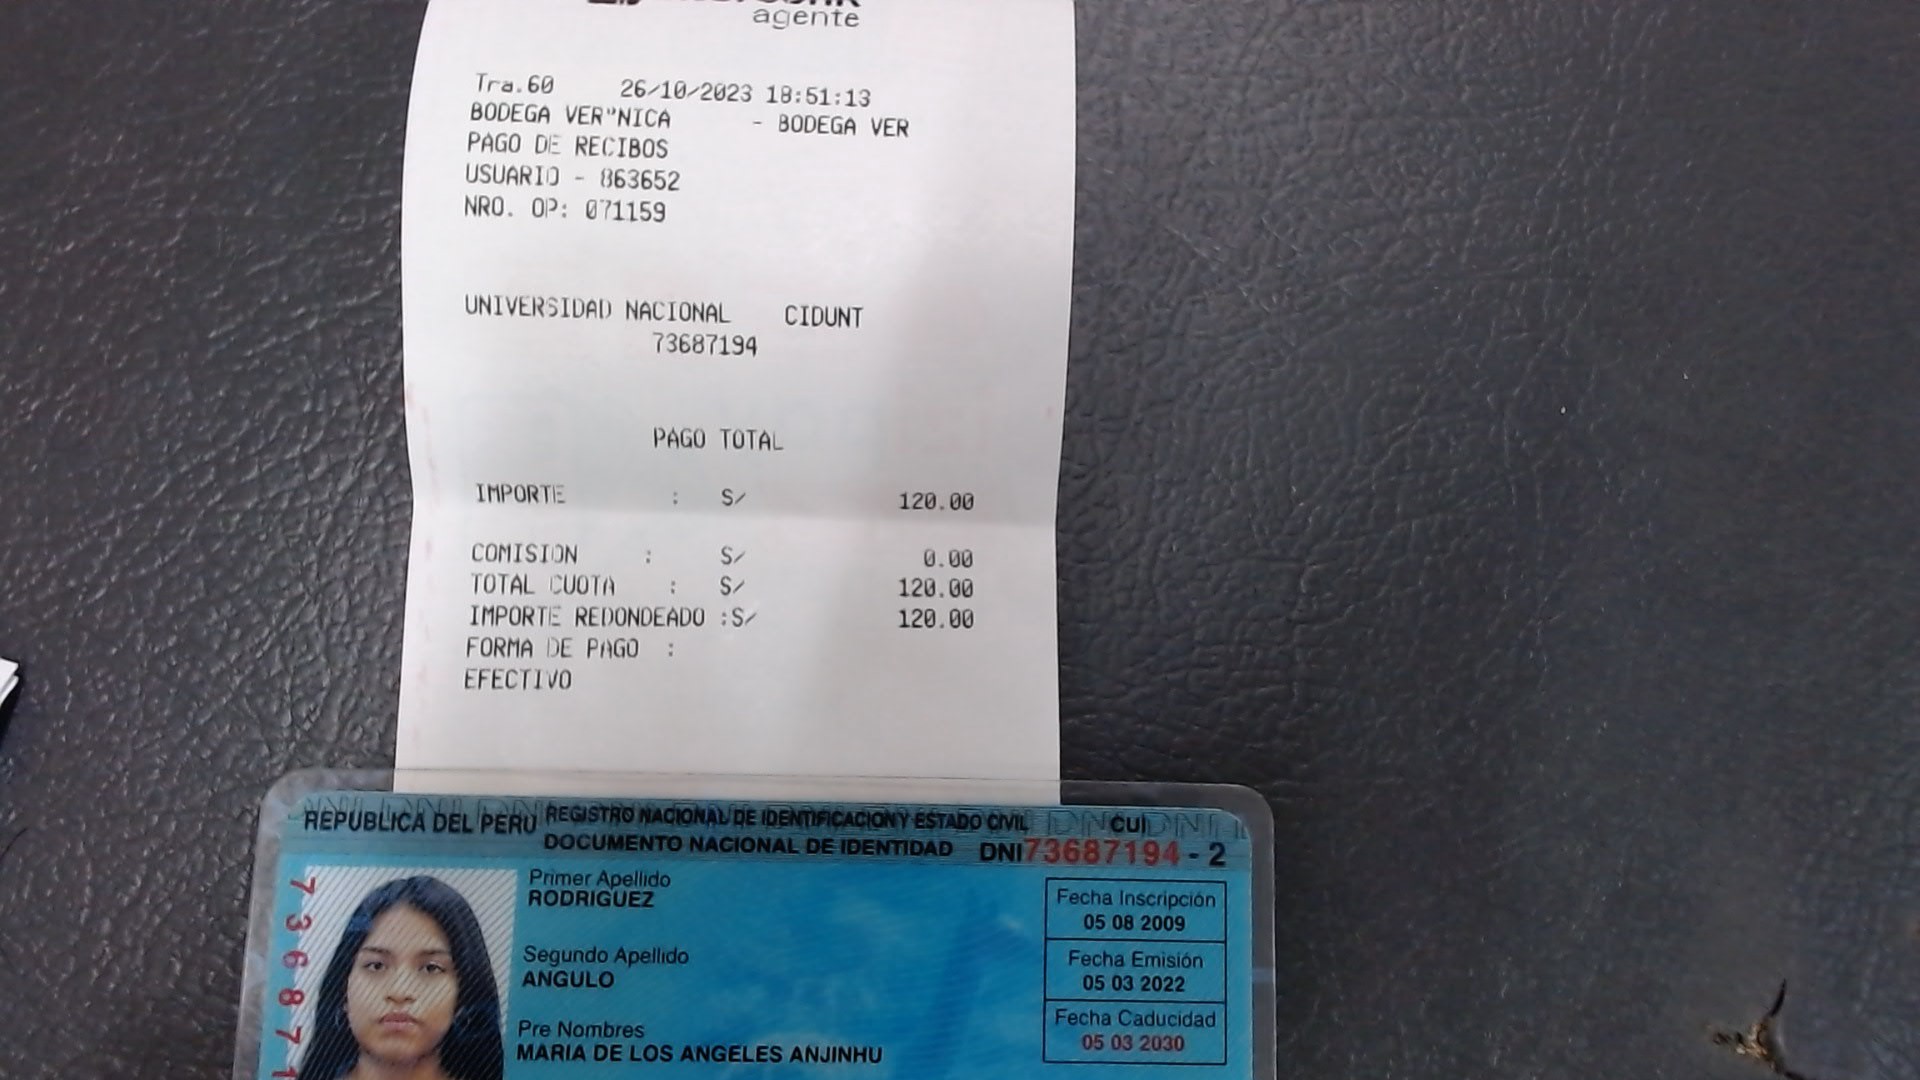 agente
Tra.60 26/10/2023 18:51:13
BODEGA VER"NICA - BODEGA VER
PAGO DE RECIBOS
USUARIO - 863652
NRO. OP: 071159
UNIVERSIDAD NACIONAL CIDUNT
73687194
PAGO TOTAL
IMPORTE : S/ 120.00
COMISION : S/ 0.00
TOTAL CUOTA : S/ 120.00
IMPORTE REDONDEADO :S/ 120.00
FORMA DE PAGO :
EFECTIVO
REPUBLICA DEL PERU REGISTRO NACIONAL DE IDENTIFICACION Y ESTADO CIVIL CUI
DOCUMENTO NACIONAL DE IDENTIDAD DNI 73687194 - 2
Primer Apellido
RODRIGUEZ
Segundo Apellido
ANGULO
Pre Nombres
MARIA DE LOS ANGELES ANJINHU
Fecha Inscripción
05 08 2009
Fecha Emisión
05 03 2022
Fecha Caducidad
05 03 2030
736871